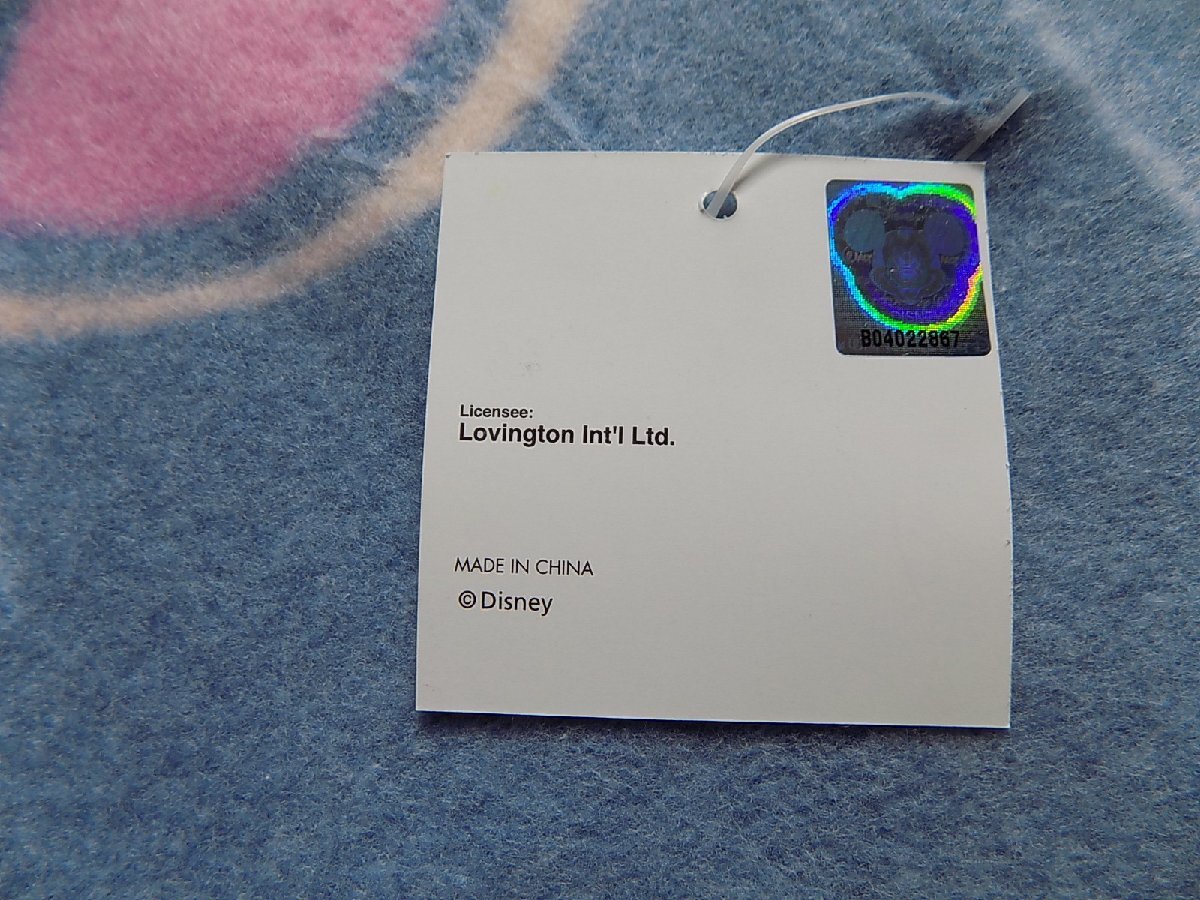 B04022867
Licensee:
Lovington Int'l Ltd.
MADE IN CHINA
©Disney